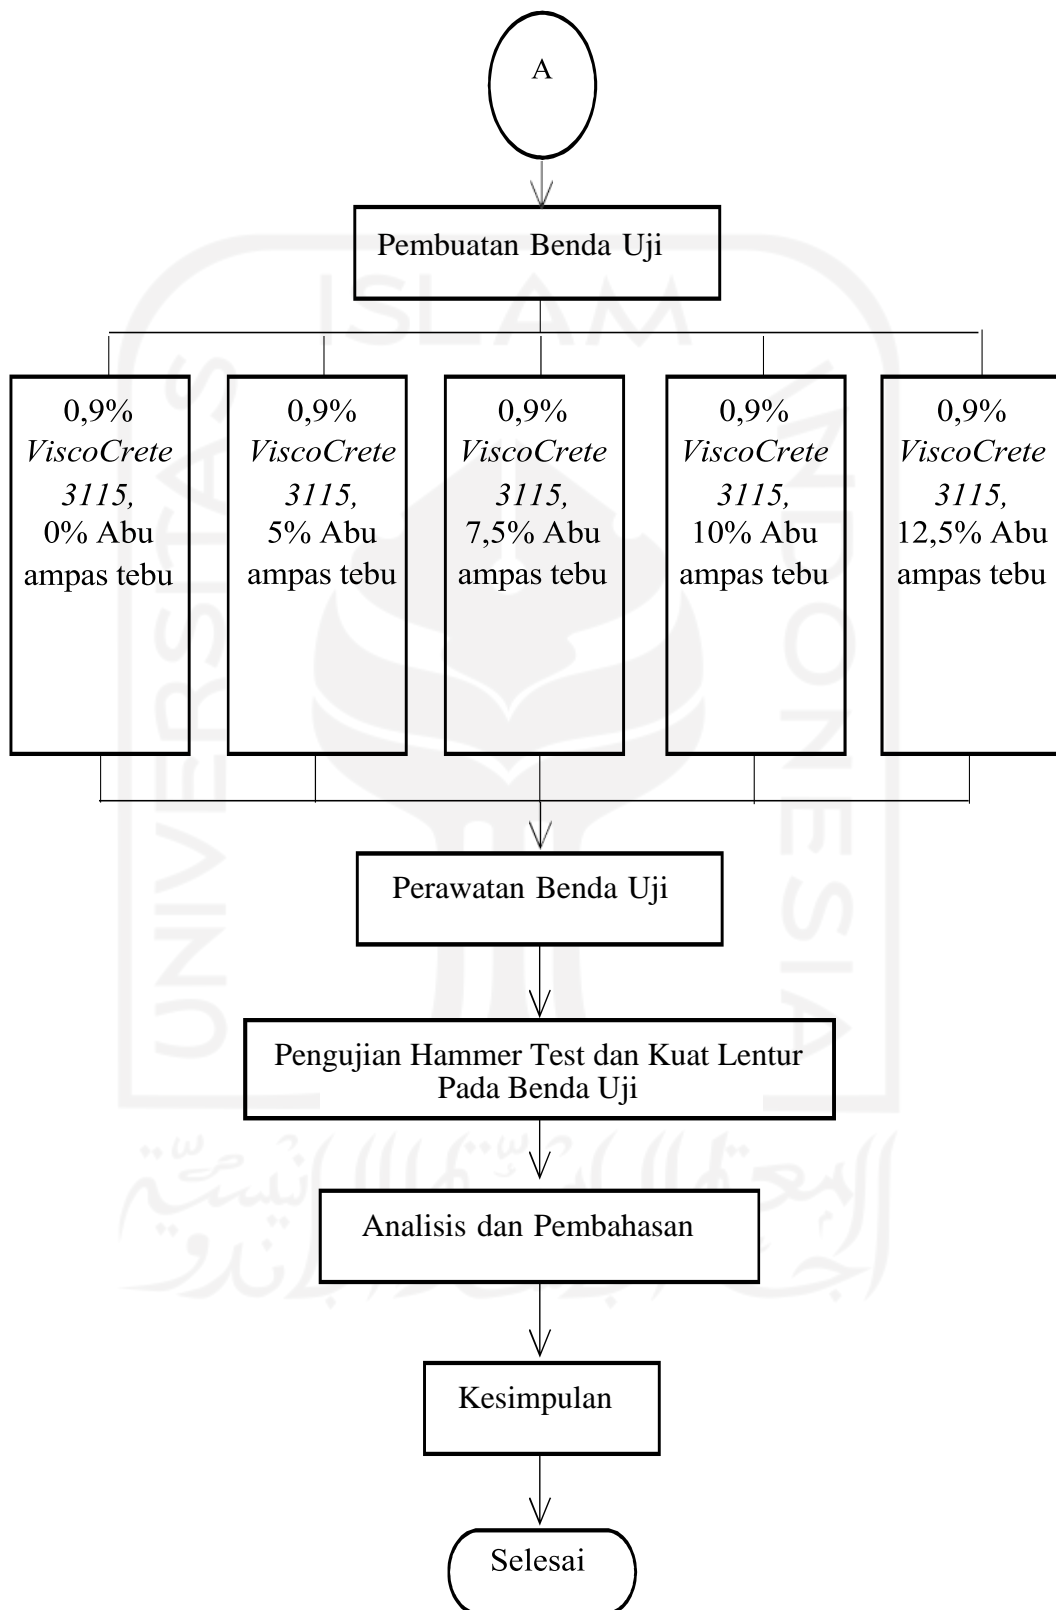 A
Pembuatan Benda Uji
0,9%
ViscoCrete
3115,
0% Abu
ampas tebu
0,9%
ViscoCrete
3115,
5% Abu
ampas tebu
0,9%
ViscoCrete
3115,
7,5% Abu
ampas tebu
0,9%
ViscoCrete
3115,
10% Abu
ampas tebu
0,9%
ViscoCrete
3115,
12,5% Abu
ampas tebu
Perawatan Benda Uji
Pengujian Hammer Test dan Kuat Lentur
Pada Benda Uji
Analisis dan Pembahasan
Kesimpulan
Selesai
UNIVERSITAS
ISLAM
INDONESIA